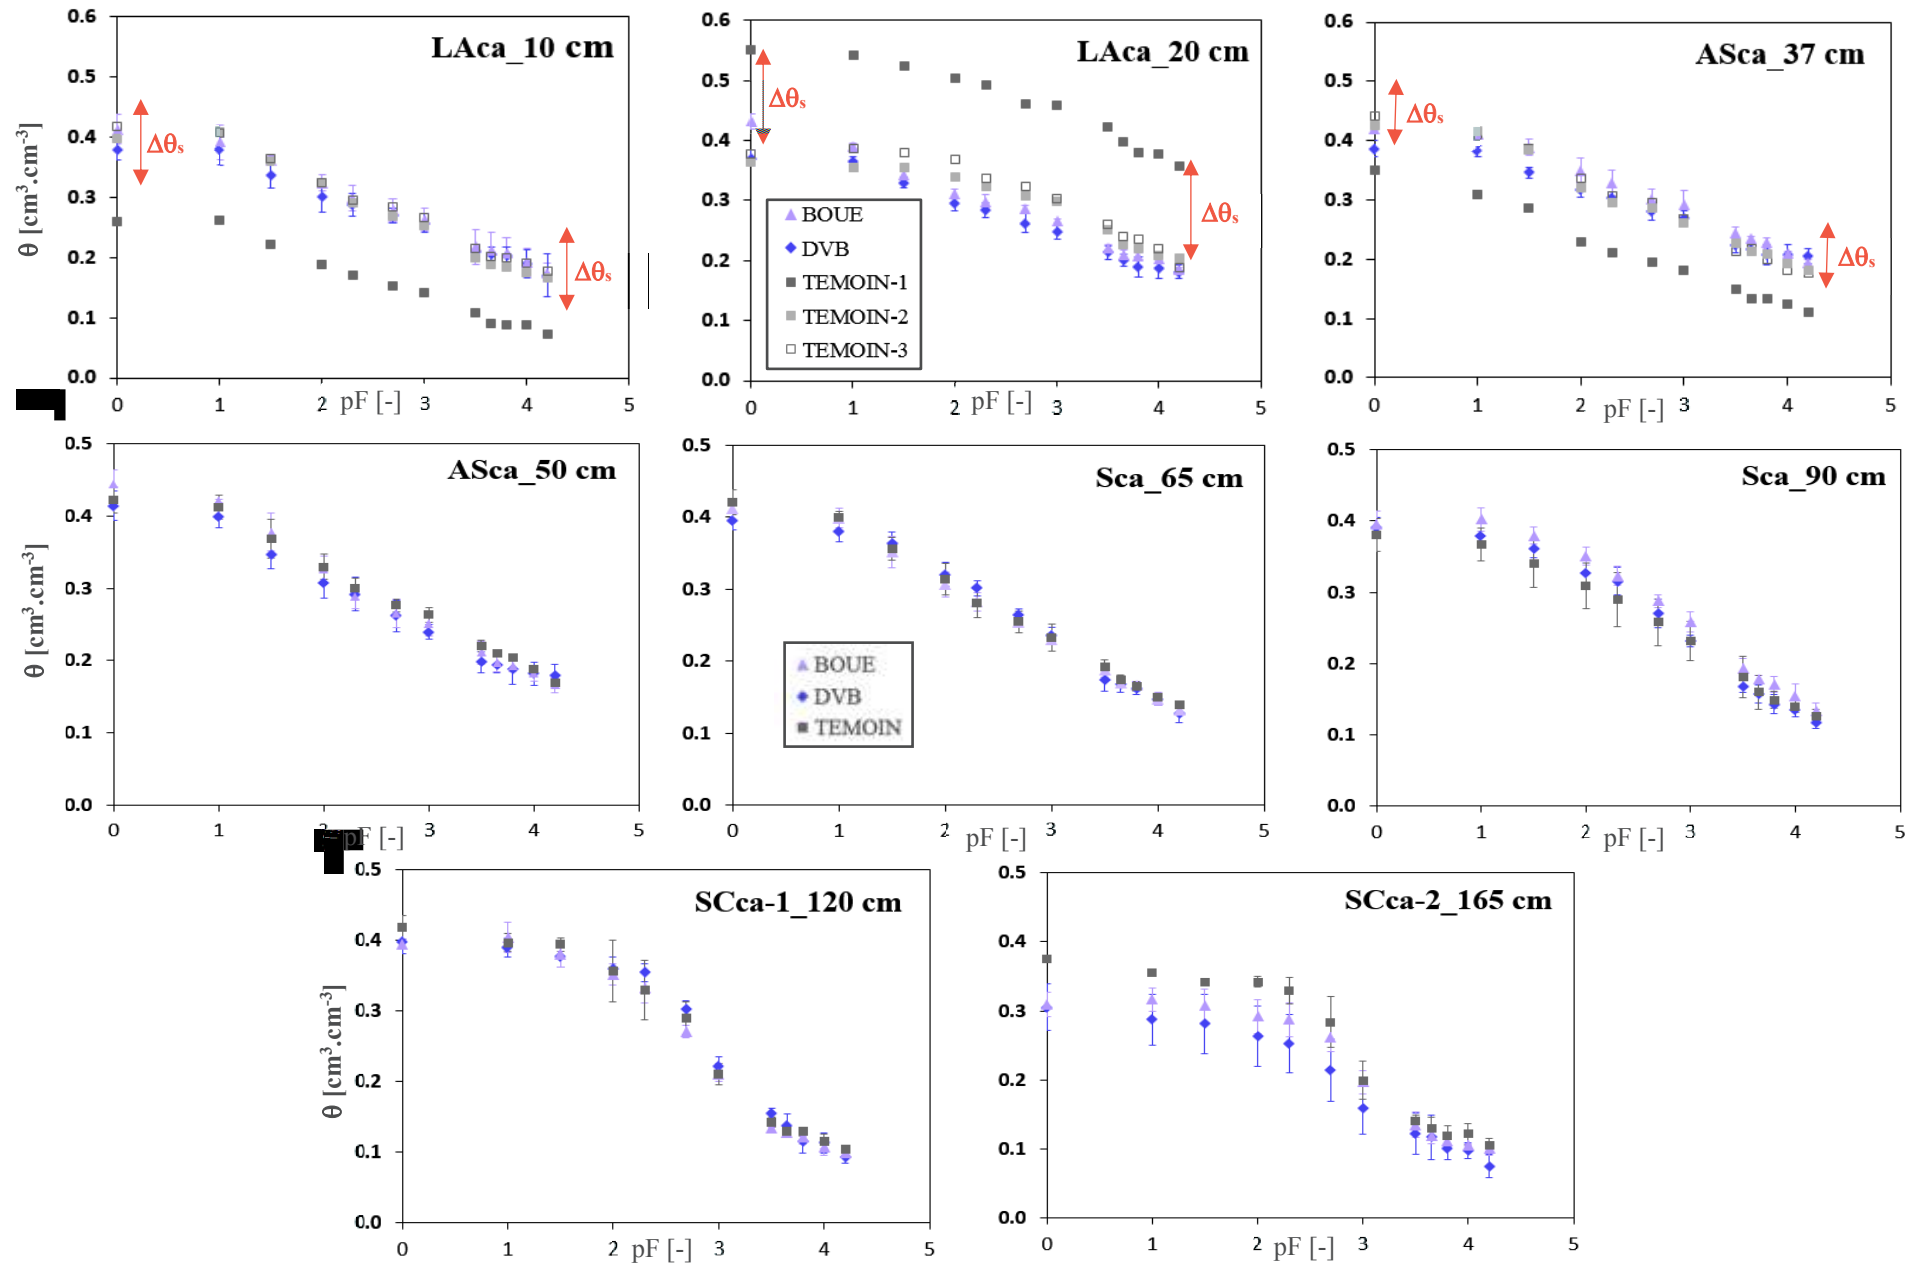 LAca_10 cm
0.6
0.5
0.4
0.3
0.2
0.1
0.0
θ [cm³.cm⁻³]
Δθs
Δθs
0 1 2 3 4 5
pF [-]
LAca_20 cm
0.6
0.5
0.4
0.3
0.2
0.1
0.0
Δθs
Δθs
BOUE
DVB
TEMOIN-1
TEMOIN-2
TEMOIN-3
0 1 2 3 4 5
pF [-]
ASca_37 cm
0.6
0.5
0.4
0.3
0.2
0.1
0.0
Δθs
Δθs
0 1 2 3 4 5
pF [-]
ASca_50 cm
0.5
0.4
0.3
0.2
0.1
0.0
θ [cm³.cm⁻³]
0 1 2 3 4 5
pF [-]
Sca_65 cm
0.5
0.4
0.3
0.2
0.1
0.0
BOUE
DVB
TEMOIN
0 1 2 3 4 5
pF [-]
Sca_90 cm
0.5
0.4
0.3
0.2
0.1
0.0
0 1 2 3 4 5
pF [-]
SCca-1_120 cm
0.5
0.4
0.3
0.2
0.1
0.0
θ [cm³.cm⁻³]
0 1 2 3 4 5
pF [-]
SCca-2_165 cm
0.5
0.4
0.3
0.2
0.1
0.0
0 1 2 3 4 5
pF [-]